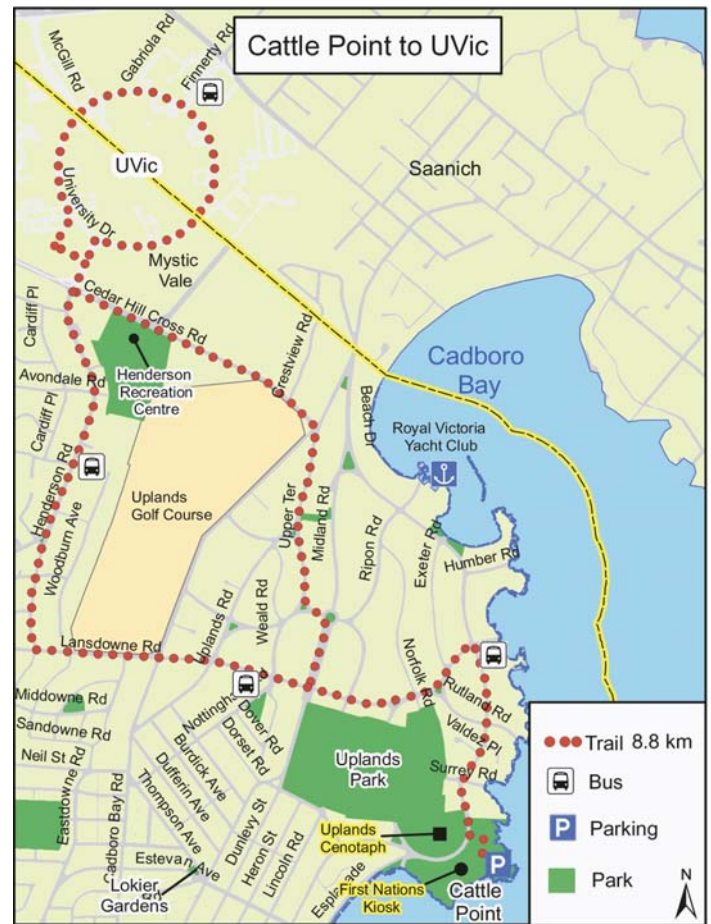 Cattle Point to UVic
McGill Rd
Gabriola Rd
Finnerty Rd
UVic
Saanich
University Dr
Mystic
Vale
Cedar Hill Cross Rd
Cardiff Pl
Crestview Rd
Cadboro
Bay
Henderson
Recreation
Centre
Avondale Rd
Beach Dr
Royal Victoria
Yacht Club
Cardiff Pl
Henderson Rd
Woodburn Ave
Uplands
Golf Course
Upper Ter
Midland Rd
Ripon Rd
Exeter Rd
Humber Rd
Uplands Rd
Weald Rd
Lansdowne Rd
Norfolk Rd
Rutland Rd
Valdez Pl
Surrey Rd
Middowne Rd
Sandowne Rd
Neil St
Eastdowne Rd
Cadboro Bay Rd
Dover Rd
Dorset Rd
Burdick Ave
Dufferin Ave
Thompson Ave
Estevan Ave
Dunlevy St
Heron St
Lincoln Rd
Esplanade
Lokier
Gardens
Uplands
Park
Uplands
Cenotaph
First Nations
Kiosk
Cattle
Point
P
Trail 8.8 km
Bus
P Parking
Park
N